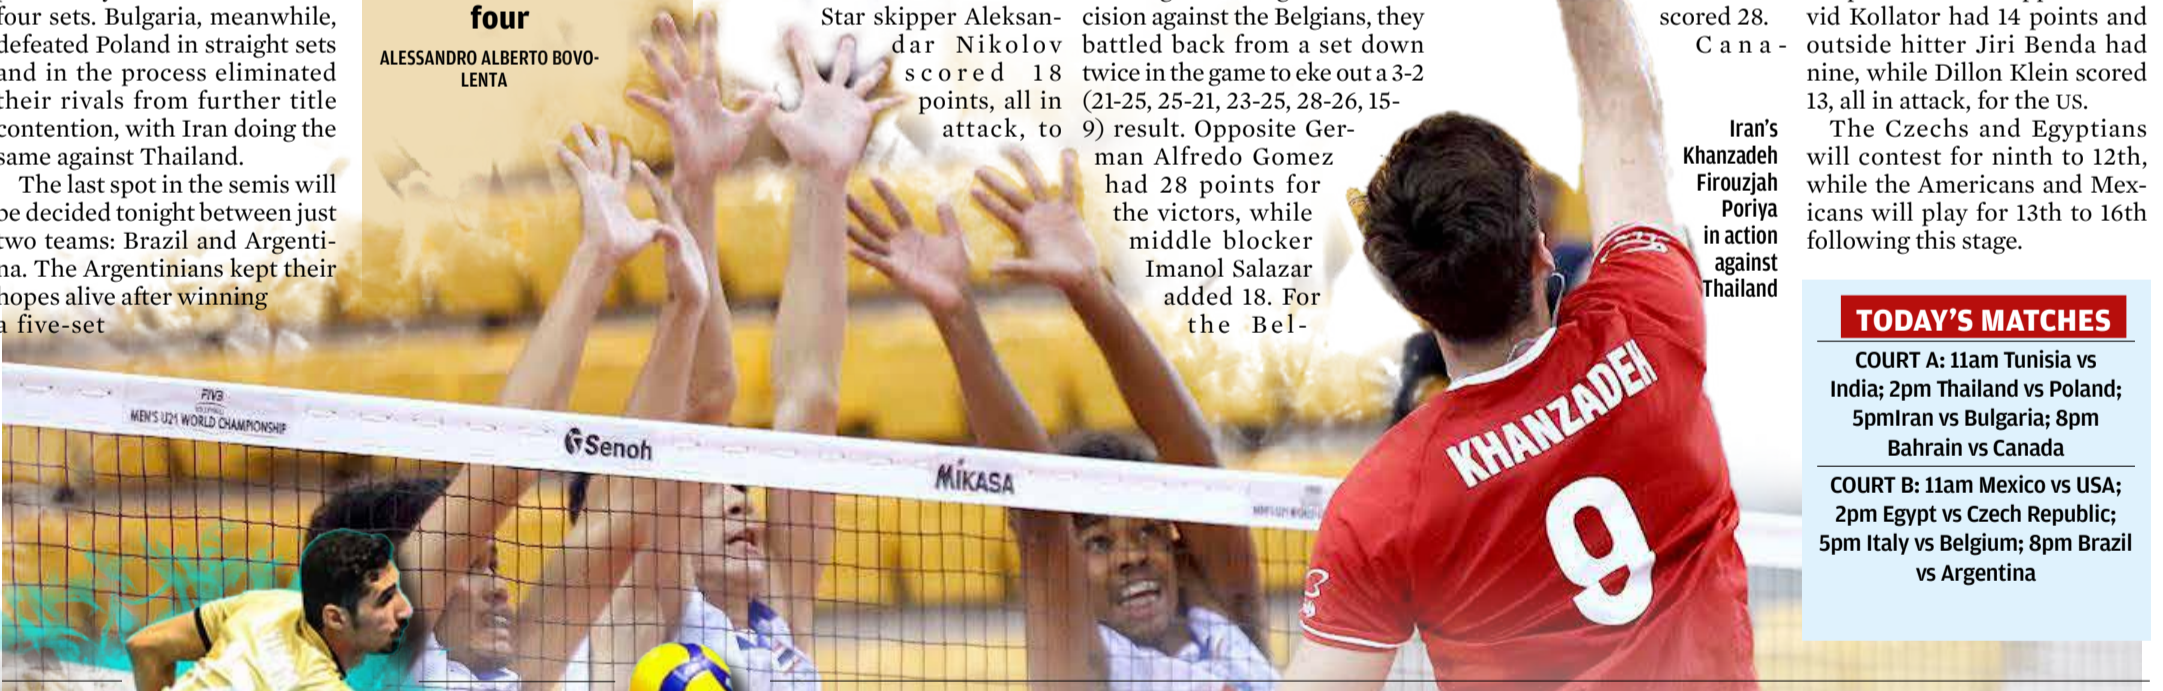 four sets. Bulgaria, meanwhile,
defeated Poland in straight sets
and in the process eliminated
their rivals from further title
contention, with Iran doing the
same against Thailand.
The last spot in the semis will
be decided tonight between just
two teams: Brazil and Argenti-
na. The Argentinians kept their
hopes alive after winning
a five-set
four
ALESSANDRO ALBERTO BOVO-
LENTA
Star skipper Aleksan-
dar Nikolov
scored 18
points, all in
attack, to
cision against the Belgians, they
battled back from a set down
twice in the game to eke out a 3-2
(21-25, 25-21, 23-25, 28-26, 15-
9) result. Opposite Ger-
man Alfredo Gomez
had 28 points for
the victors, while
middle blocker
Imanol Salazar
added 18. For
the Bel-
scored 28.
Cana-
Iran's
Khanzadeh
Firouzjah
Poriya
in action
against
Thailand
vid Kollator had 14 points and
outside hitter Jiri Benda had
nine, while Dillon Klein scored
13, all in attack, for the US.
The Czechs and Egyptians
will contest for ninth to 12th,
while the Americans and Mex-
icans will play for 13th to 16th
following this stage.
TODAY'S MATCHES
COURT A: 11am Tunisia vs
India; 2pm Thailand vs Poland;
5pmIran vs Bulgaria; 8pm
Bahrain vs Canada
COURT B: 11am Mexico vs USA;
2pm Egypt vs Czech Republic;
5pm Italy vs Belgium; 8pm Brazil
vs Argentina
FIVB
MEN'S U21 WORLD CHAMPIONSHIP
Senoh
MIKASA
KHANZADEH
9